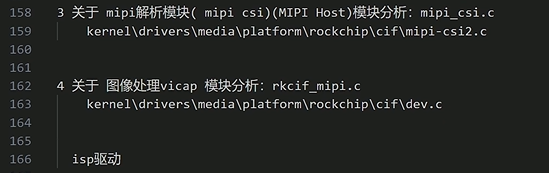 158 3 关于 mipi解析模块( mipi csi)(MIPI Host)模块分析: mipi_csi.c
159 kernel\drivers\media\platform\rockchip\cif\mipi-csi2.c
160
161
162 4 关于 图像处理vicap 模块分析: rkcif_mipi.c
163 kernel\drivers\media\platform\rockchip\cif\dev.c
164
165
166 isp驱动